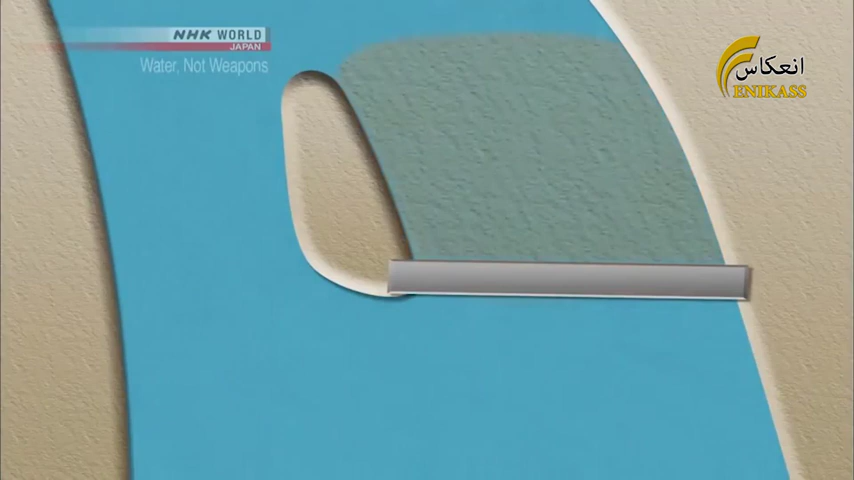 NHK WORLD
JAPAN
Water, Not Weapons
انعكاس
ENIKASS